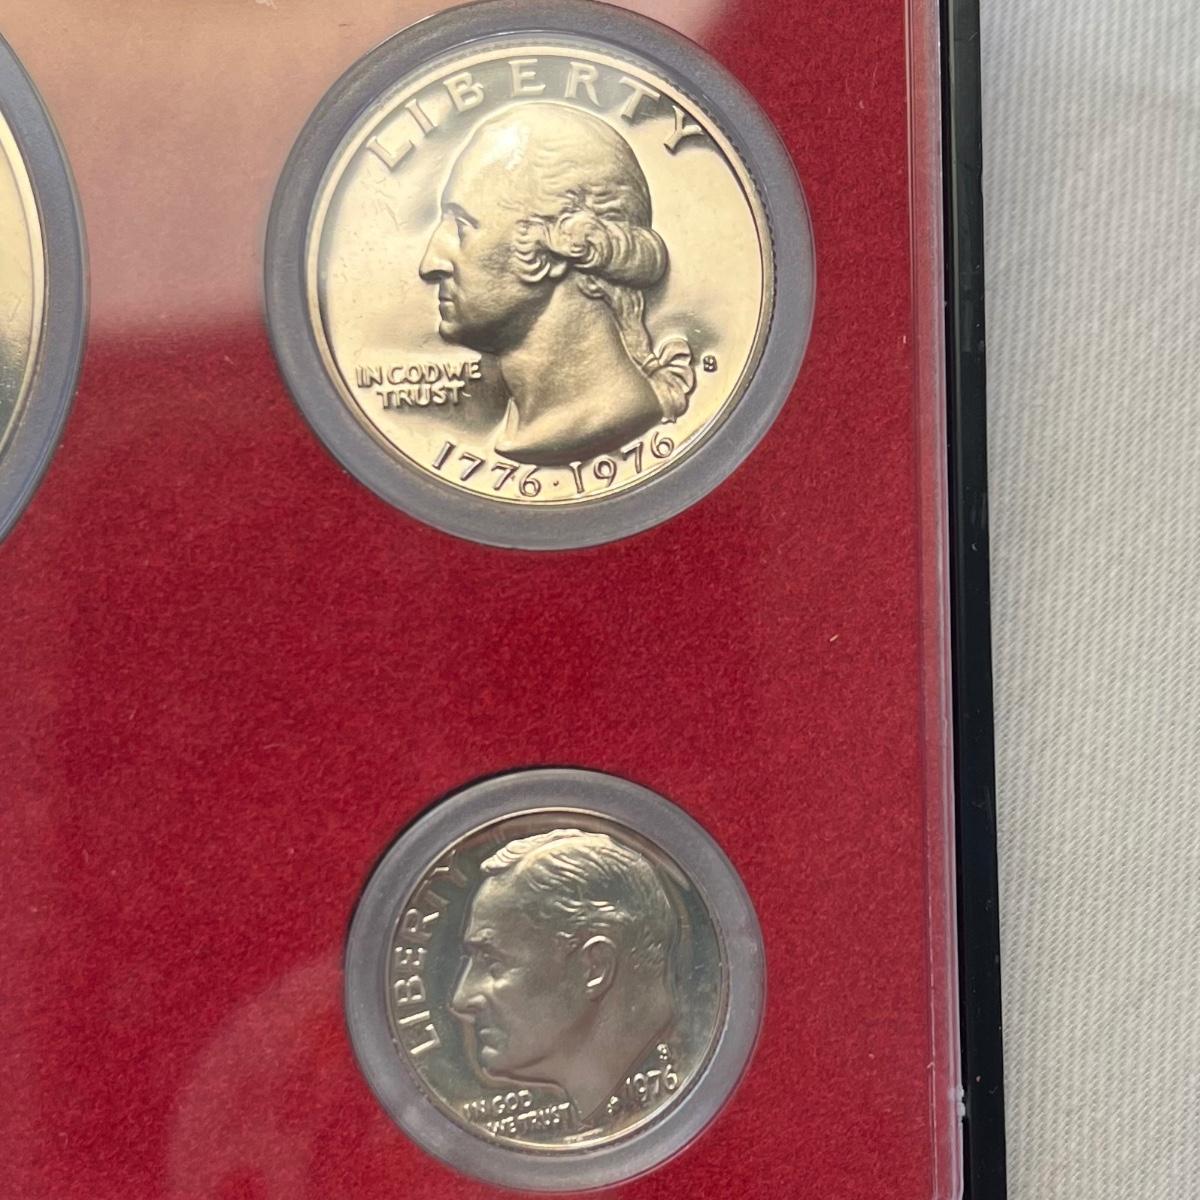 LIBERTY
IN GOD WE
TRUST
S
1776·1976
LIBERTY
IN GOD
WE TRUST
S
1976